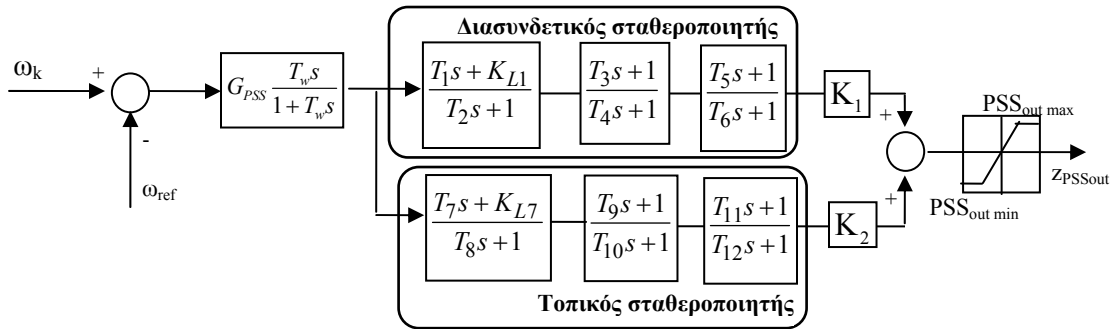 Διασυνδετικός σταθεροποιητής
ω_k
+
-
ω_ref
G_PSS T_w s / 1 + T_w s
T_1 s + K_L1 / T_2 s + 1
T_3 s + 1 / T_4 s + 1
T_5 s + 1 / T_6 s + 1
K_1
+
PSS_out max
z_PSSout
PSS_out min
T_7 s + K_L7 / T_8 s + 1
T_9 s + 1 / T_10 s + 1
T_11 s + 1 / T_12 s + 1
K_2
+
Τοπικός σταθεροποιητής